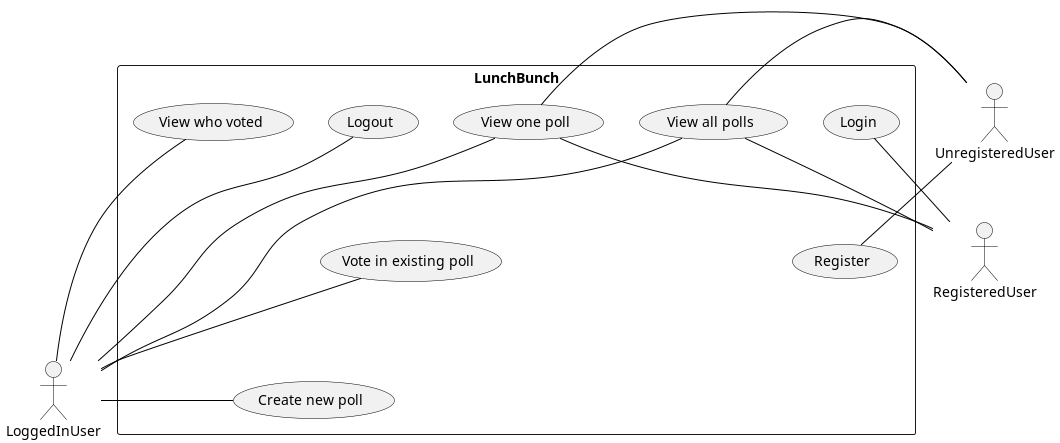 LunchBunch
View who voted
Logout
View one poll
View all polls
Login
UnregisteredUser
Vote in existing poll
Register
RegisteredUser
Create new poll
LoggedInUser